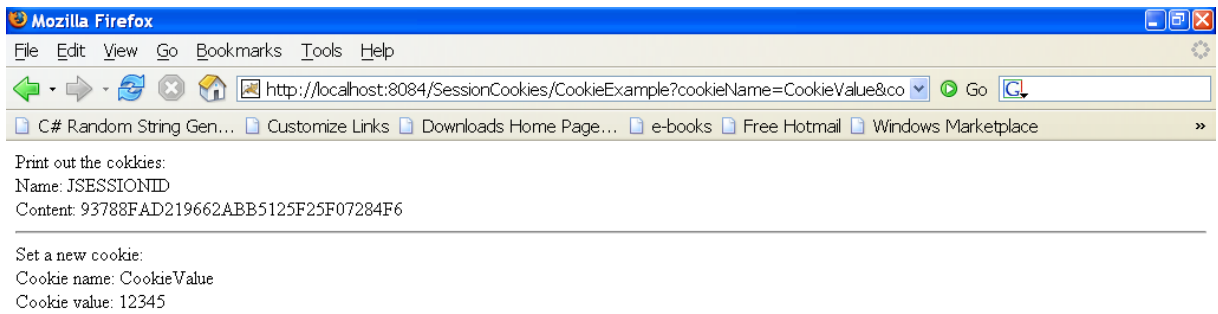 Mozilla Firefox
File Edit View Go Bookmarks Tools Help
http://localhost:8084/SessionCookies/CookieExample?cookieName=CookieValue&co Go G
C# Random String Gen... Customize Links Downloads Home Page... e-books Free Hotmail Windows Marketplace »
Print out the cokkies:
Name: JSESSIONID
Content: 93788FAD219662ABB5125F25F07284F6
Set a new cookie:
Cookie name: CookieValue
Cookie value: 12345